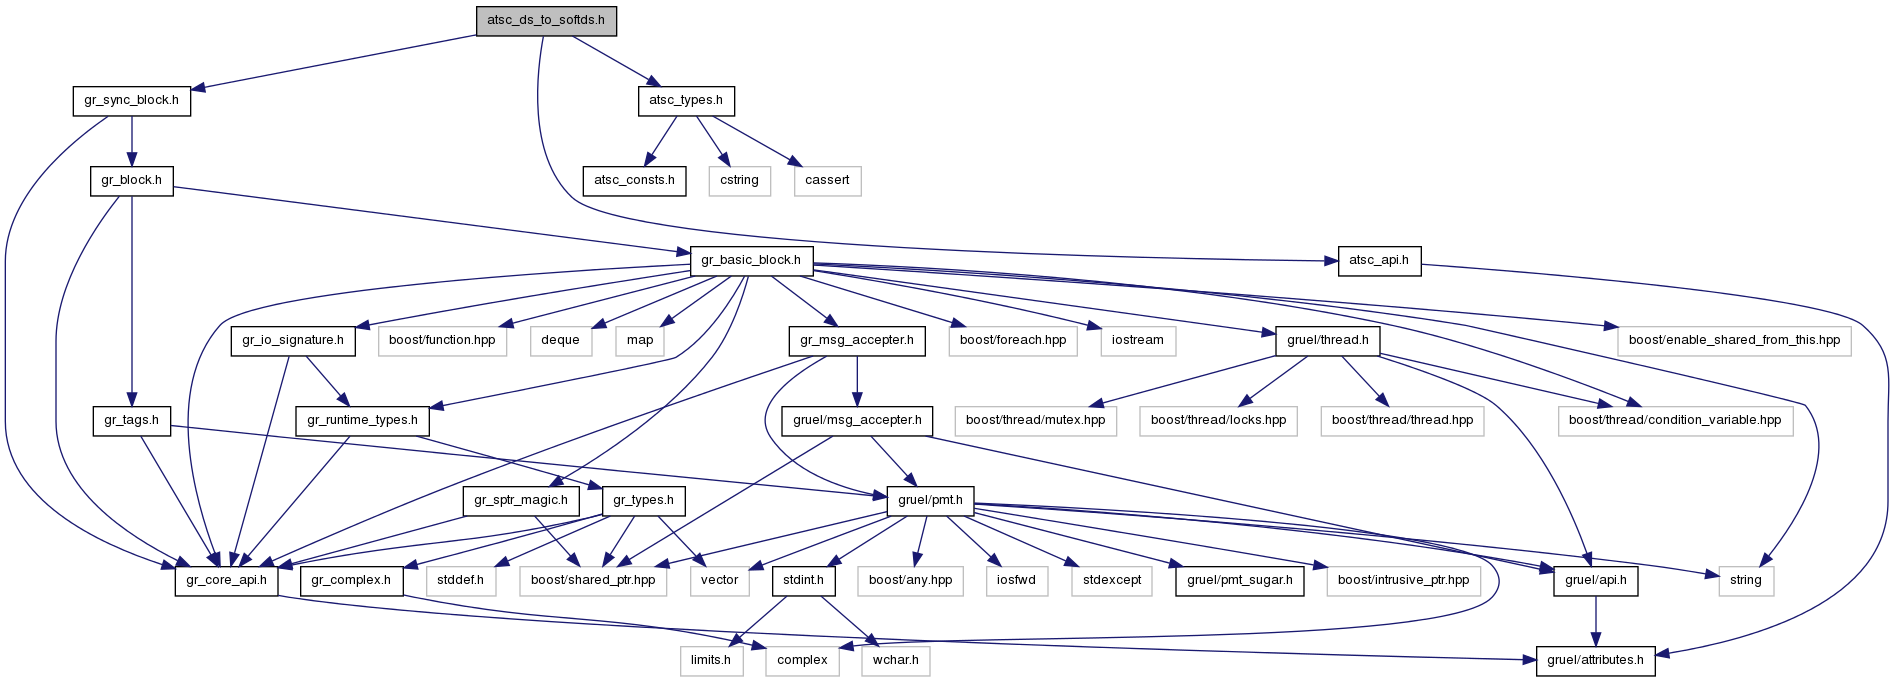 atsc_ds_to_softds.h
gr_sync_block.h
atsc_types.h
gr_block.h
atsc_consts.h
cstring
cassert
gr_basic_block.h
atsc_api.h
gr_io_signature.h
boost/function.hpp
deque
map
gr_msg_accepter.h
boost/foreach.hpp
iostream
gruel/thread.h
boost/enable_shared_from_this.hpp
gr_tags.h
gr_runtime_types.h
gruel/msg_accepter.h
boost/thread/mutex.hpp
boost/thread/locks.hpp
boost/thread/thread.hpp
boost/thread/condition_variable.hpp
gr_sptr_magic.h
gr_types.h
gruel/pmt.h
gr_core_api.h
gr_complex.h
stddef.h
boost/shared_ptr.hpp
vector
stdint.h
boost/any.hpp
iosfwd
stdexcept
gruel/pmt_sugar.h
boost/intrusive_ptr.hpp
gruel/api.h
string
limits.h
complex
wchar.h
gruel/attributes.h